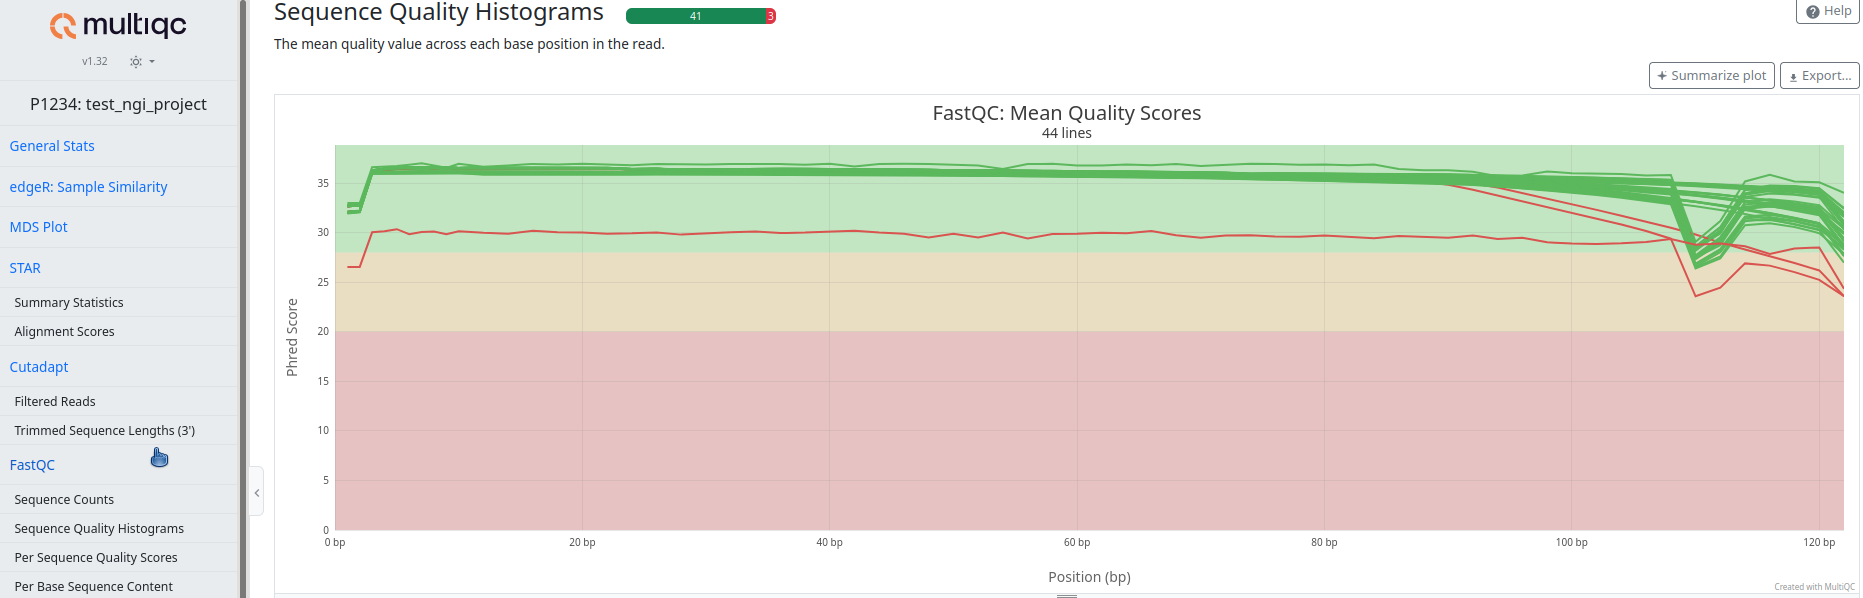 multiqc
v1.32
P1234: test_ngi_project
General Stats
edgeR: Sample Similarity
MDS Plot
STAR
Summary Statistics
Alignment Scores
Cutadapt
Filtered Reads
Trimmed Sequence Lengths (3')
FastQC
Sequence Counts
Sequence Quality Histograms
Per Sequence Quality Scores
Per Base Sequence Content
Sequence Quality Histograms
41 3
Help
The mean quality value across each base position in the read.
Summarize plot
Export...
FastQC: Mean Quality Scores
44 lines
Phred Score
35
30
25
20
15
10
5
0
0 bp 20 bp 40 bp 60 bp 80 bp 100 bp 120 bp
Position (bp)
Created with MultiQC